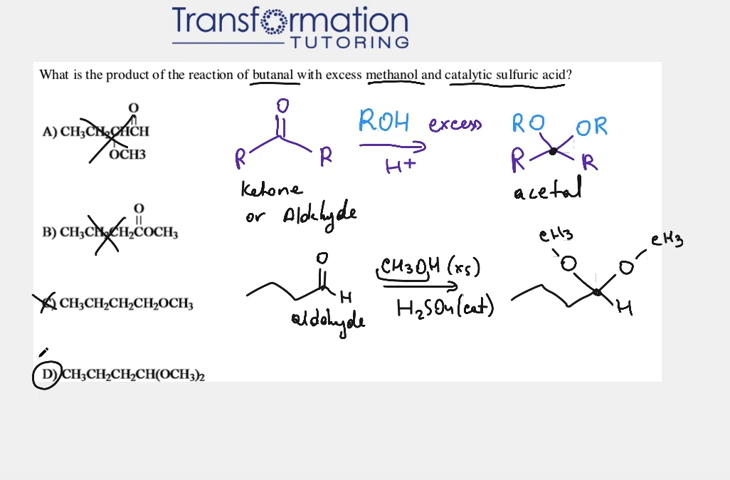 Transformation
TUTORING
What is the product of the reaction of butanal with excess methanol and catalytic sulfuric acid?
O
A) CH₃CH₂CHCH
OCH3
O
ROH excess
H+
RO OR
R R
R R
Ketone
or Aldehyde
acetal
O
B) CH₃CH₂CH₂COCH₃
O
H
aldehyde
CH3OH (xs)
H2SO4 (cat)
CH3
O
O
CH3
H
CH₃CH₂CH₂CH₂OCH₃
D) CH₃CH₂CH₂CH(OCH₃)₂